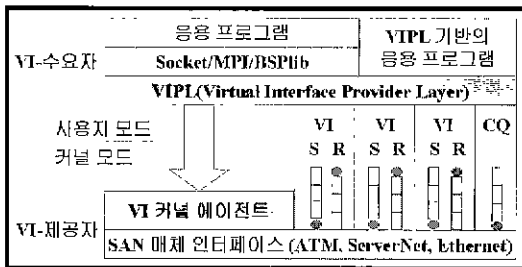 응용 프로그램
VIPL 기반의
응용 프로그램
VI-수요자
Socket/MPI/BSPlib
VIPL(Virtual Interface Provider Layer)
사용자 모드
커널 모드
VI VI VI CQ
S R S R S R
VI 커널 에이전트
VI-제공자
SAN 매체 인터페이스 (ATM, ServerNet, Ethernet)